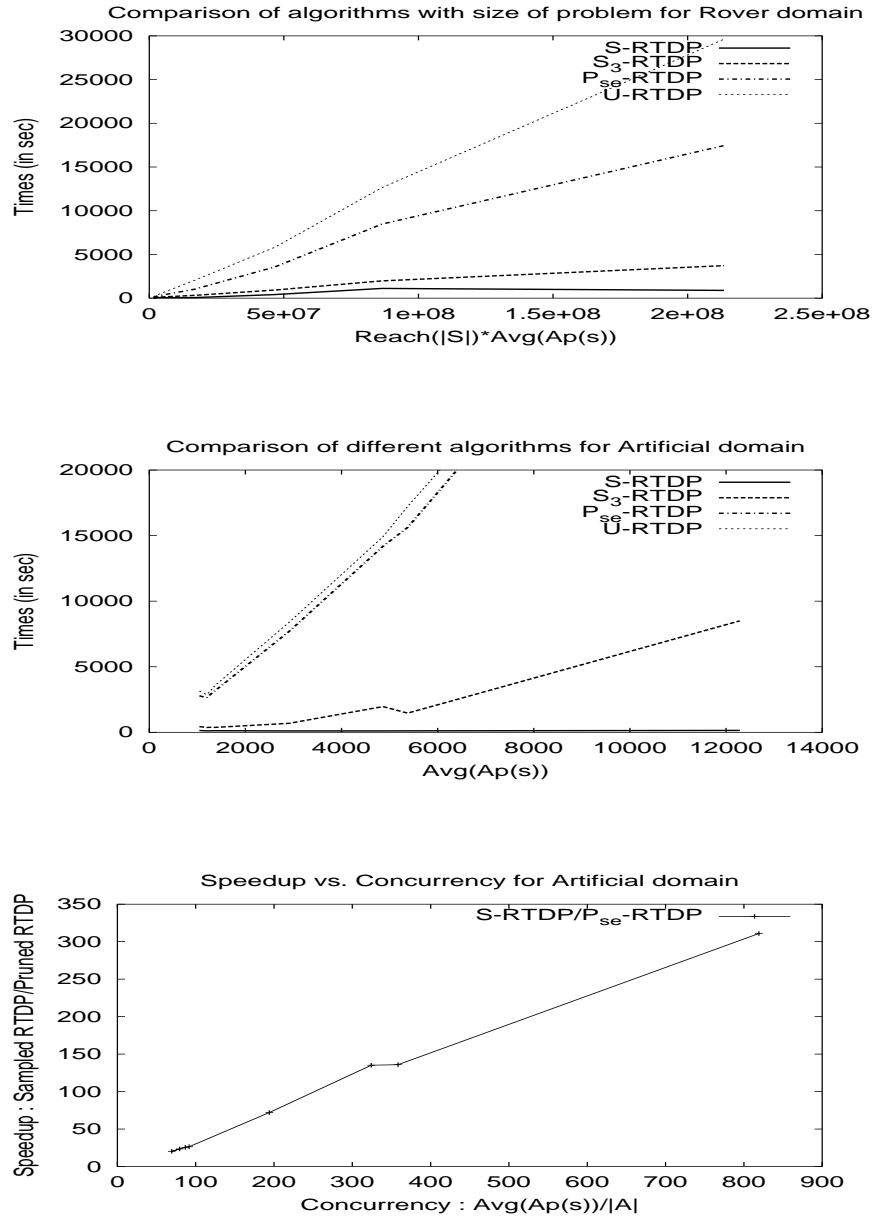 Comparison of algorithms with size of problem for Rover domain
30000
25000
20000
15000
10000
5000
0
Times (in sec)
S-RTDP
S3-RTDP
Pse-RTDP
U-RTDP
0 5e+07 1e+08 1.5e+08 2e+08 2.5e+08
Reach(|S|)*Avg(Ap(s))
Comparison of different algorithms for Artificial domain
20000
15000
10000
5000
0
Times (in sec)
S-RTDP
S3-RTDP
Pse-RTDP
U-RTDP
0 2000 4000 6000 8000 10000 12000 14000
Avg(Ap(s))
Speedup vs. Concurrency for Artificial domain
350
300
250
200
150
100
50
0
Speedup : Sampled RTDP/Pruned RTDP
S-RTDP/Pse-RTDP
0 100 200 300 400 500 600 700 800 900
Concurrency : Avg(Ap(s))/|A|